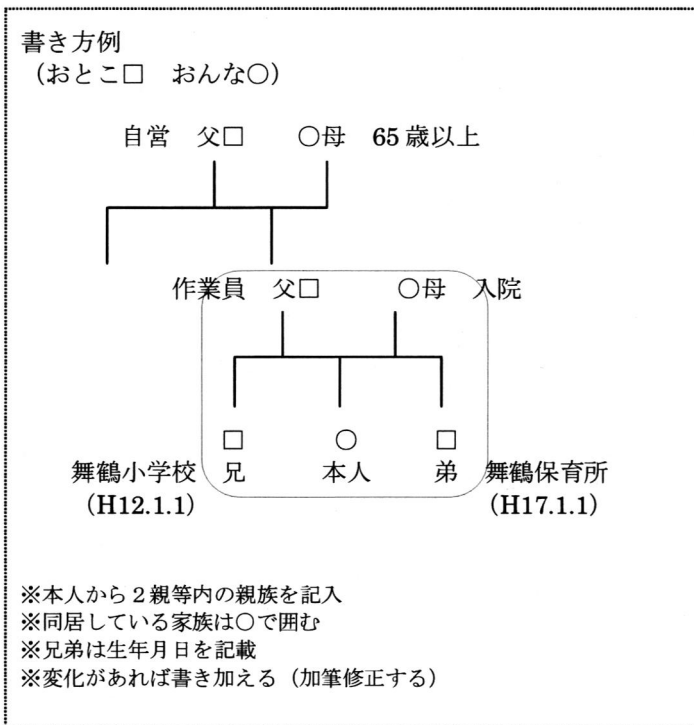 書き方例
(おとこ□ おんな○)
自営 父□ ○母 65歳以上
作業員 父□ ○母 入院
□ ○ □
舞鶴小学校 兄 本人 弟 舞鶴保育所
(H12.1.1) (H17.1.1)
※本人から2親等内の親族を記入
※同居している家族は○で囲む
※兄弟は生年月日を記載
※変化があれば書き加える(加筆修正する)